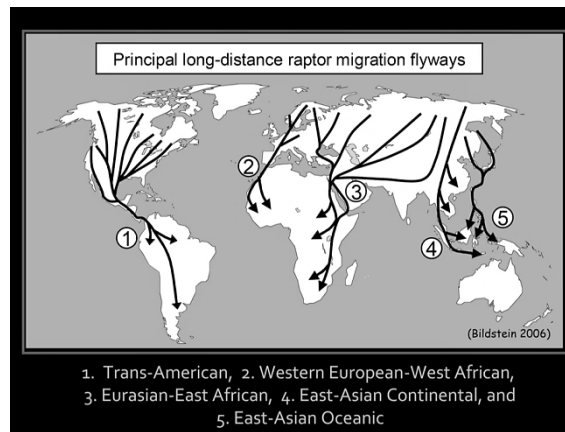 Principal long-distance raptor migration flyways
2
3
1
5
4
(Bildstein 2006)
1. Trans-American, 2. Western European-West African,
3. Eurasian-East African, 4. East-Asian Continental, and
5. East-Asian Oceanic